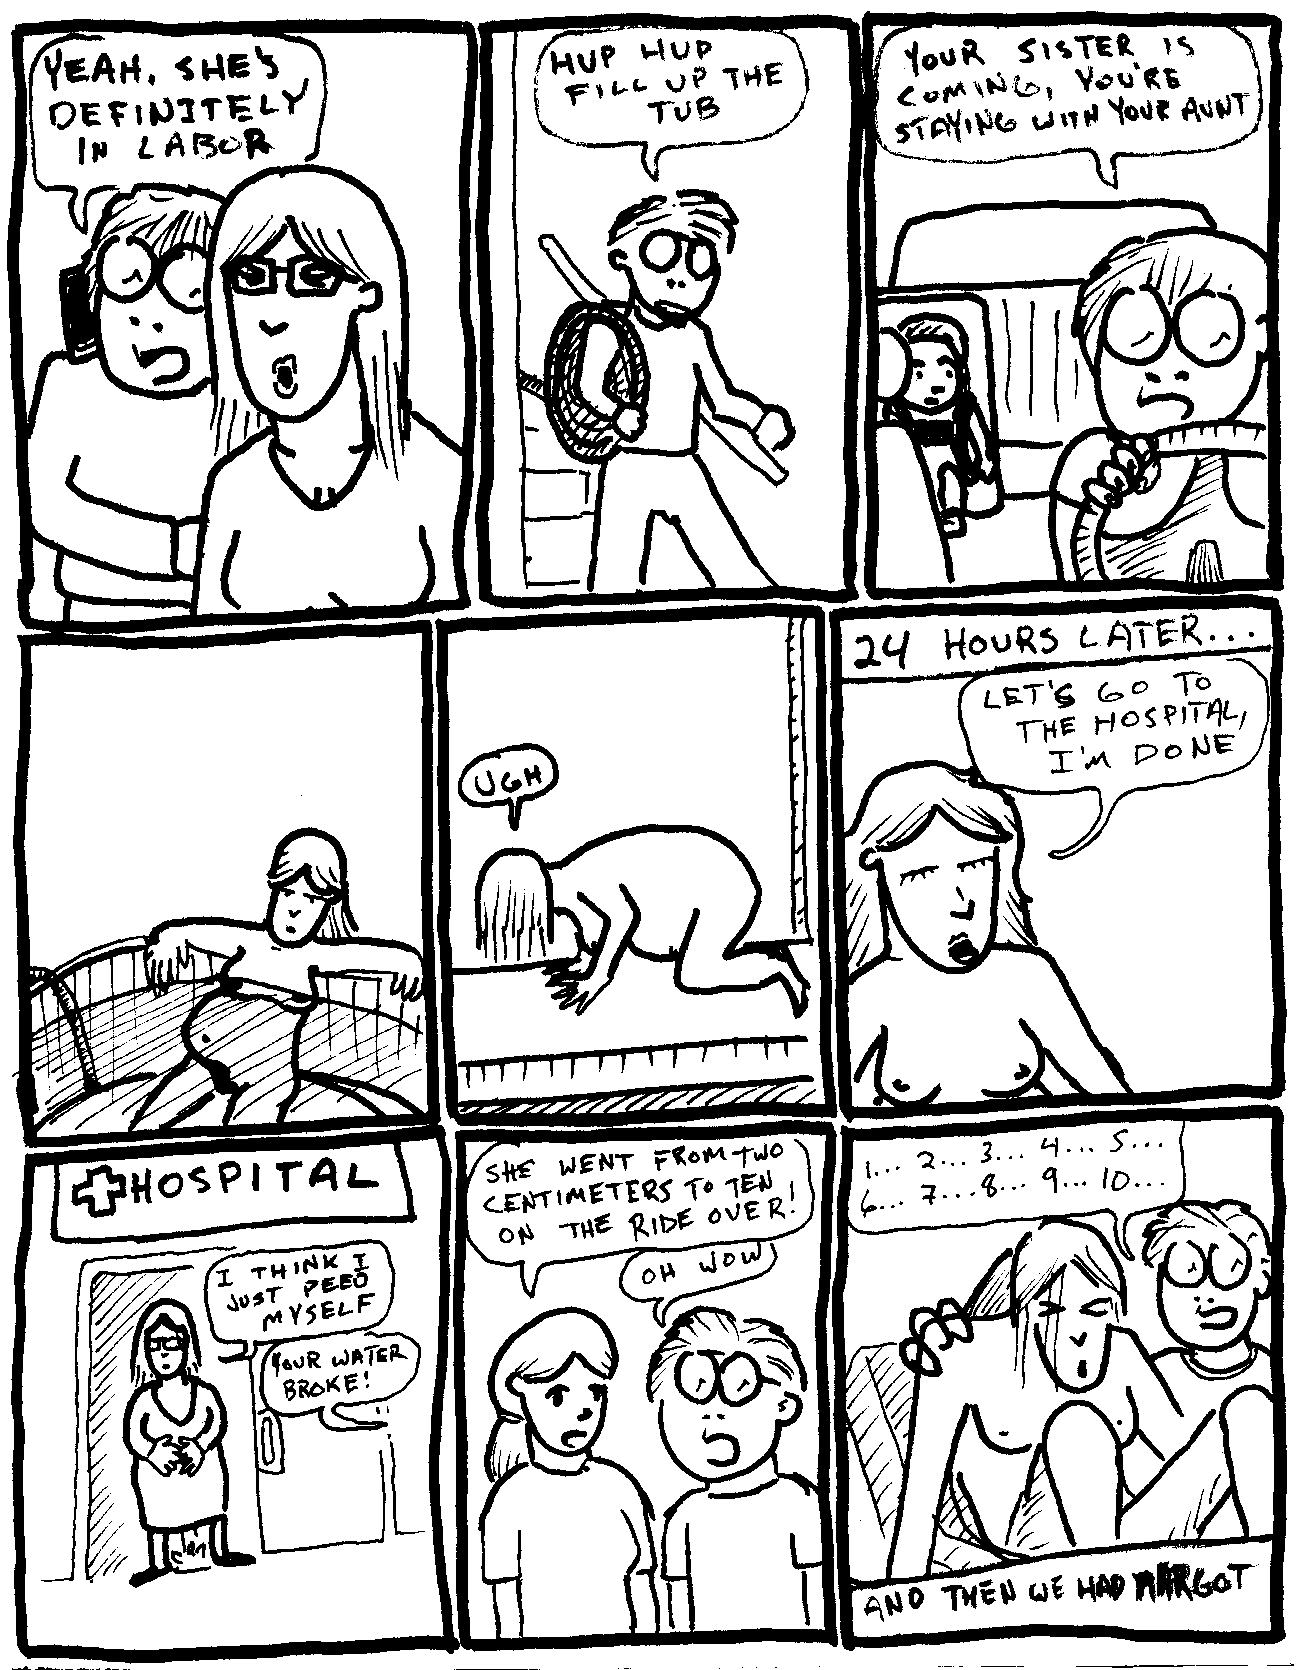 YEAH, SHE'S
DEFINITELY
IN LABOR
HUP HUP
FILL UP THE
TUB
YOUR SISTER IS
COMING, YOU'RE
STAYING WITH YOUR AUNT
UGH
24 HOURS LATER...
LET'S GO TO
THE HOSPITAL,
I'M DONE
HOSPITAL
I THINK I
JUST PEED
MYSELF
YOUR WATER
BROKE!
SHE WENT FROM TWO
CENTIMETERS TO TEN
ON THE RIDE OVER!
OH WOW
1... 2... 3... 4... 5...
6... 7... 8... 9... 10...
AND THEN WE HAD MARGOT